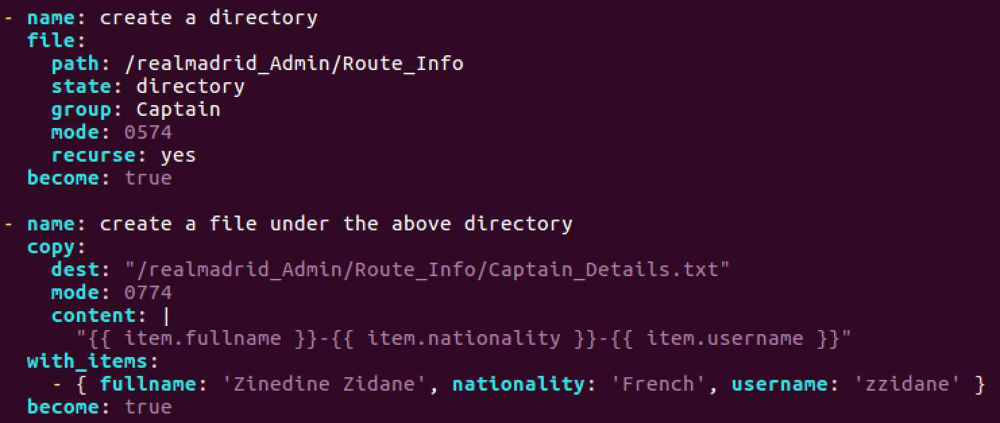 - name: create a directory
  file:
    path: /realmadrid_Admin/Route_Info
    state: directory
    group: Captain
    mode: 0574
    recurse: yes
  become: true

- name: create a file under the above directory
  copy:
    dest: "/realmadrid_Admin/Route_Info/Captain_Details.txt"
    mode: 0774
    content: |
      "{{ item.fullname }}-{{ item.nationality }}-{{ item.username }}"
  with_items:
    - { fullname: 'Zinedine Zidane', nationality: 'French', username: 'zzidane' }
  become: true